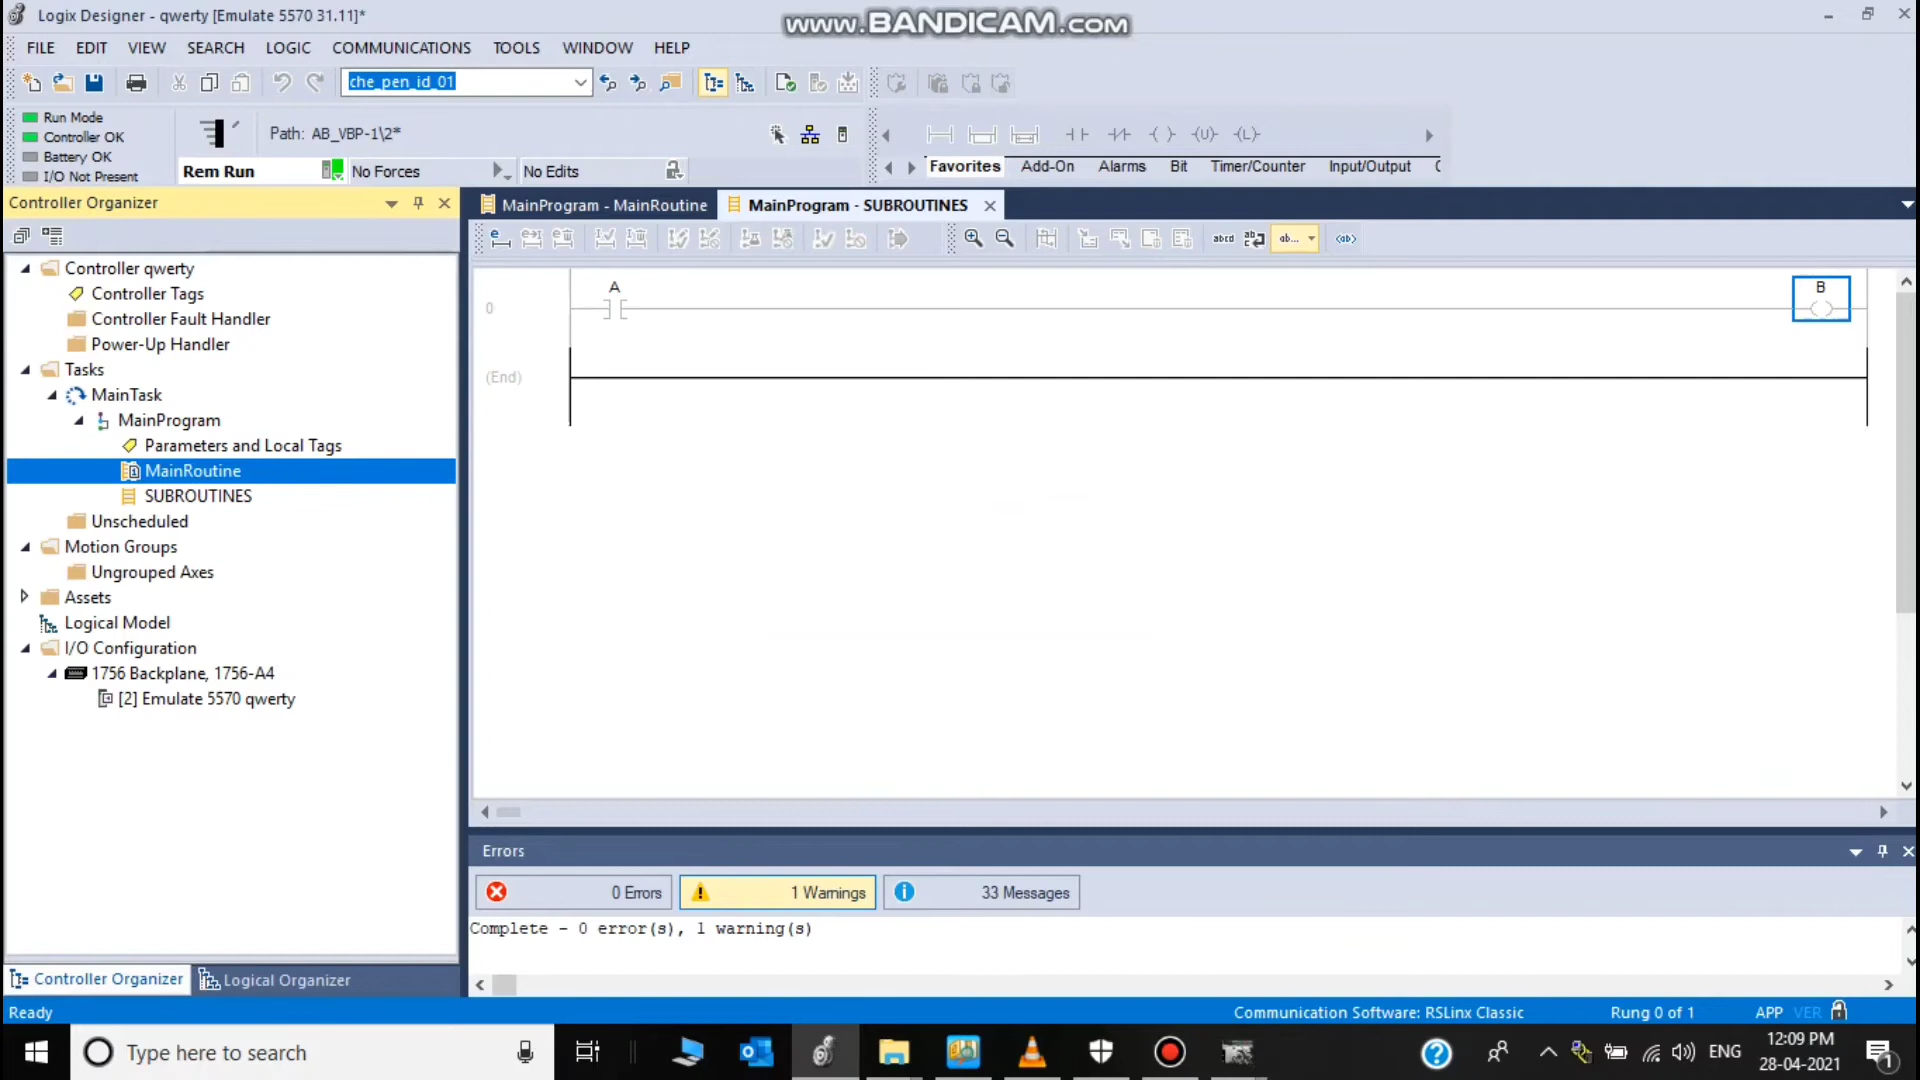 Logix Designer - qwerty [Emulate 5570 31.11]*
www.BANDICAM.com
FILE EDIT VIEW SEARCH LOGIC COMMUNICATIONS TOOLS WINDOW HELP
che_pen_id_01
Run Mode
Controller OK
Battery OK
I/O Not Present
Path: AB_VBP-1\2*
Rem Run No Forces No Edits
Favorites Add-On Alarms Bit Timer/Counter Input/Output
Controller Organizer
MainProgram - MainRoutine MainProgram - SUBROUTINES
abcd ab... <ab>
Controller qwerty
Controller Tags
Controller Fault Handler
Power-Up Handler
Tasks
MainTask
MainProgram
Parameters and Local Tags
MainRoutine
SUBROUTINES
Unscheduled
Motion Groups
Ungrouped Axes
Assets
Logical Model
I/O Configuration
1756 Backplane, 1756-A4
[2] Emulate 5570 qwerty
A B
0
(End)
Errors
0 Errors 1 Warnings 33 Messages
Complete - 0 error(s), 1 warning(s)
Controller Organizer Logical Organizer
Ready Communication Software: RSLinx Classic Rung 0 of 1 APP VER
Type here to search
ENG
12:09 PM
28-04-2021
1